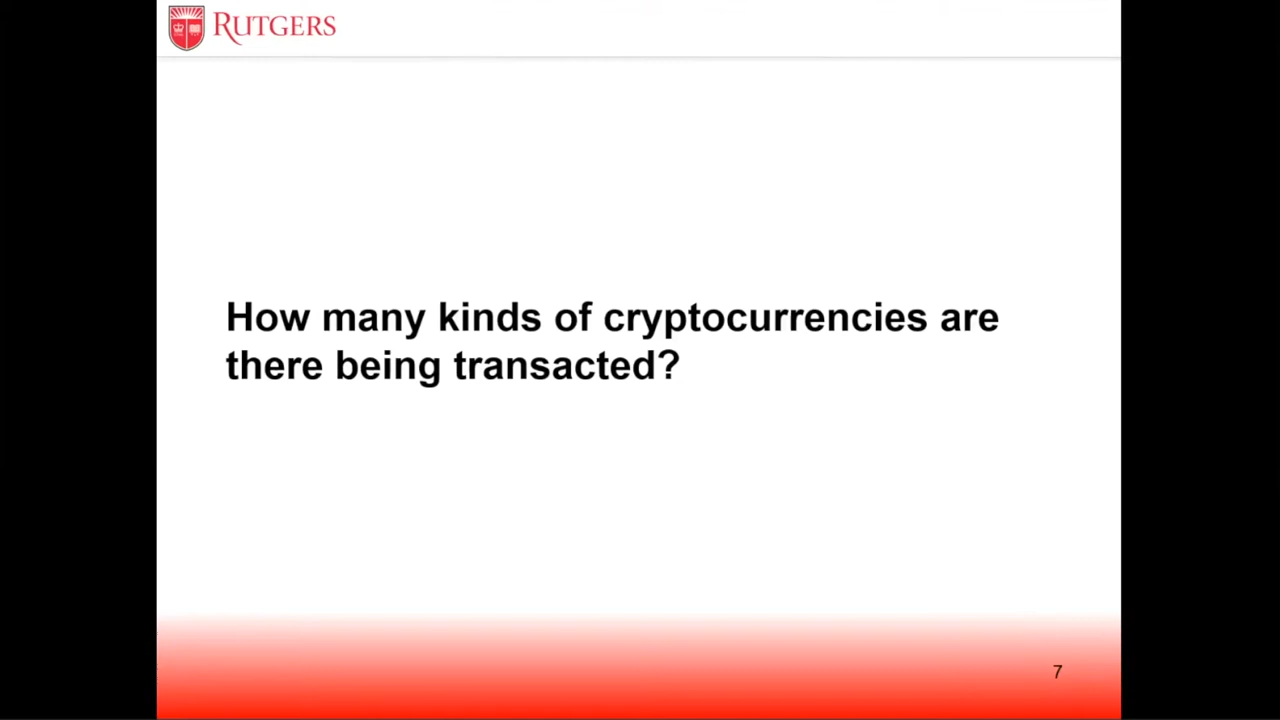 RUTGERS
How many kinds of cryptocurrencies are
there being transacted?
7